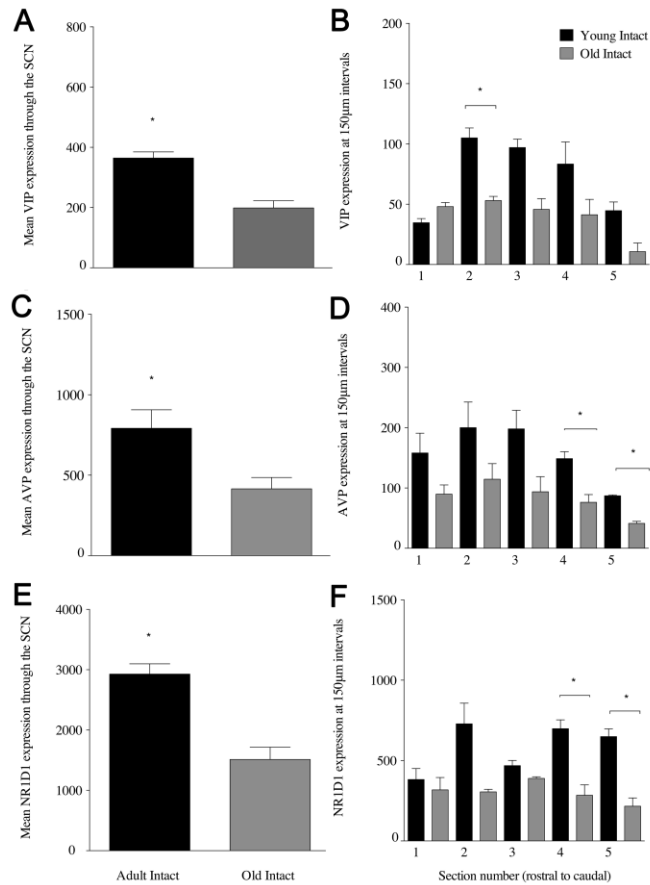 A
Mean VIP expression through the SCN
800
600
400
200
0
*
B
VIP expression at 150µm intervals
200
150
100
50
0
Young Intact
Old Intact
*
1 2 3 4 5
C
Mean AVP expression through the SCN
1500
1000
500
0
*
D
AVP expression at 150µm intervals
400
300
200
100
0
*
*
1 2 3 4 5
E
Mean NR1D1 expression through the SCN
4000
3000
2000
1000
0
*
Adult Intact Old Intact
F
NR1D1 expression at 150µm intervals
1500
1000
500
0
*
*
1 2 3 4 5
Section number (rostral to caudal)